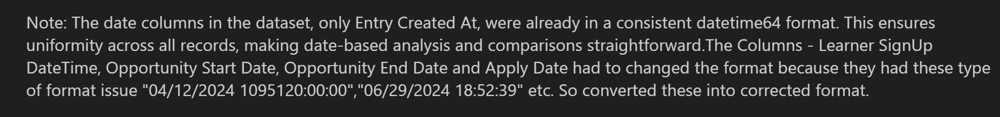 Note: The date columns in the dataset, only Entry Created At, were already in a consistent datetime64 format. This ensures
uniformity across all records, making date-based analysis and comparisons straightforward.The Columns - Learner SignUp
DateTime, Opportunity Start Date, Opportunity End Date and Apply Date had to changed the format because they had these type
of format issue "04/12/2024 1095120:00:00","06/29/2024 18:52:39" etc. So converted these into corrected format.